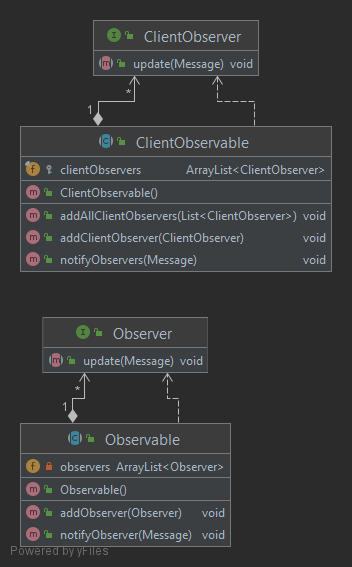 I ClientObserver
m update(Message) void
1 *
C ClientObservable
f clientObservers ArrayList<ClientObserver>
m ClientObservable()
m addAllClientObservers(List<ClientObserver>) void
m addClientObserver(ClientObserver) void
m notifyObservers(Message) void
I Observer
m update(Message) void
1 *
C Observable
f observers ArrayList<Observer>
m Observable()
m addObserver(Observer) void
m notifyObserver(Message) void
Powered by yFiles